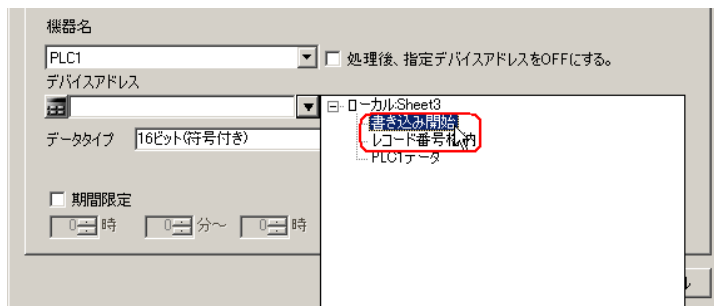 機器名
PLC1
処理後、指定デバイスアドレスをOFFにする。
デバイスアドレス
ローカル:Sheet3
書き込み開始
レコード番号格納
PLC1データ
データタイプ 16ビット(符号付き)
期間限定
0時 0分～ 0時
ル